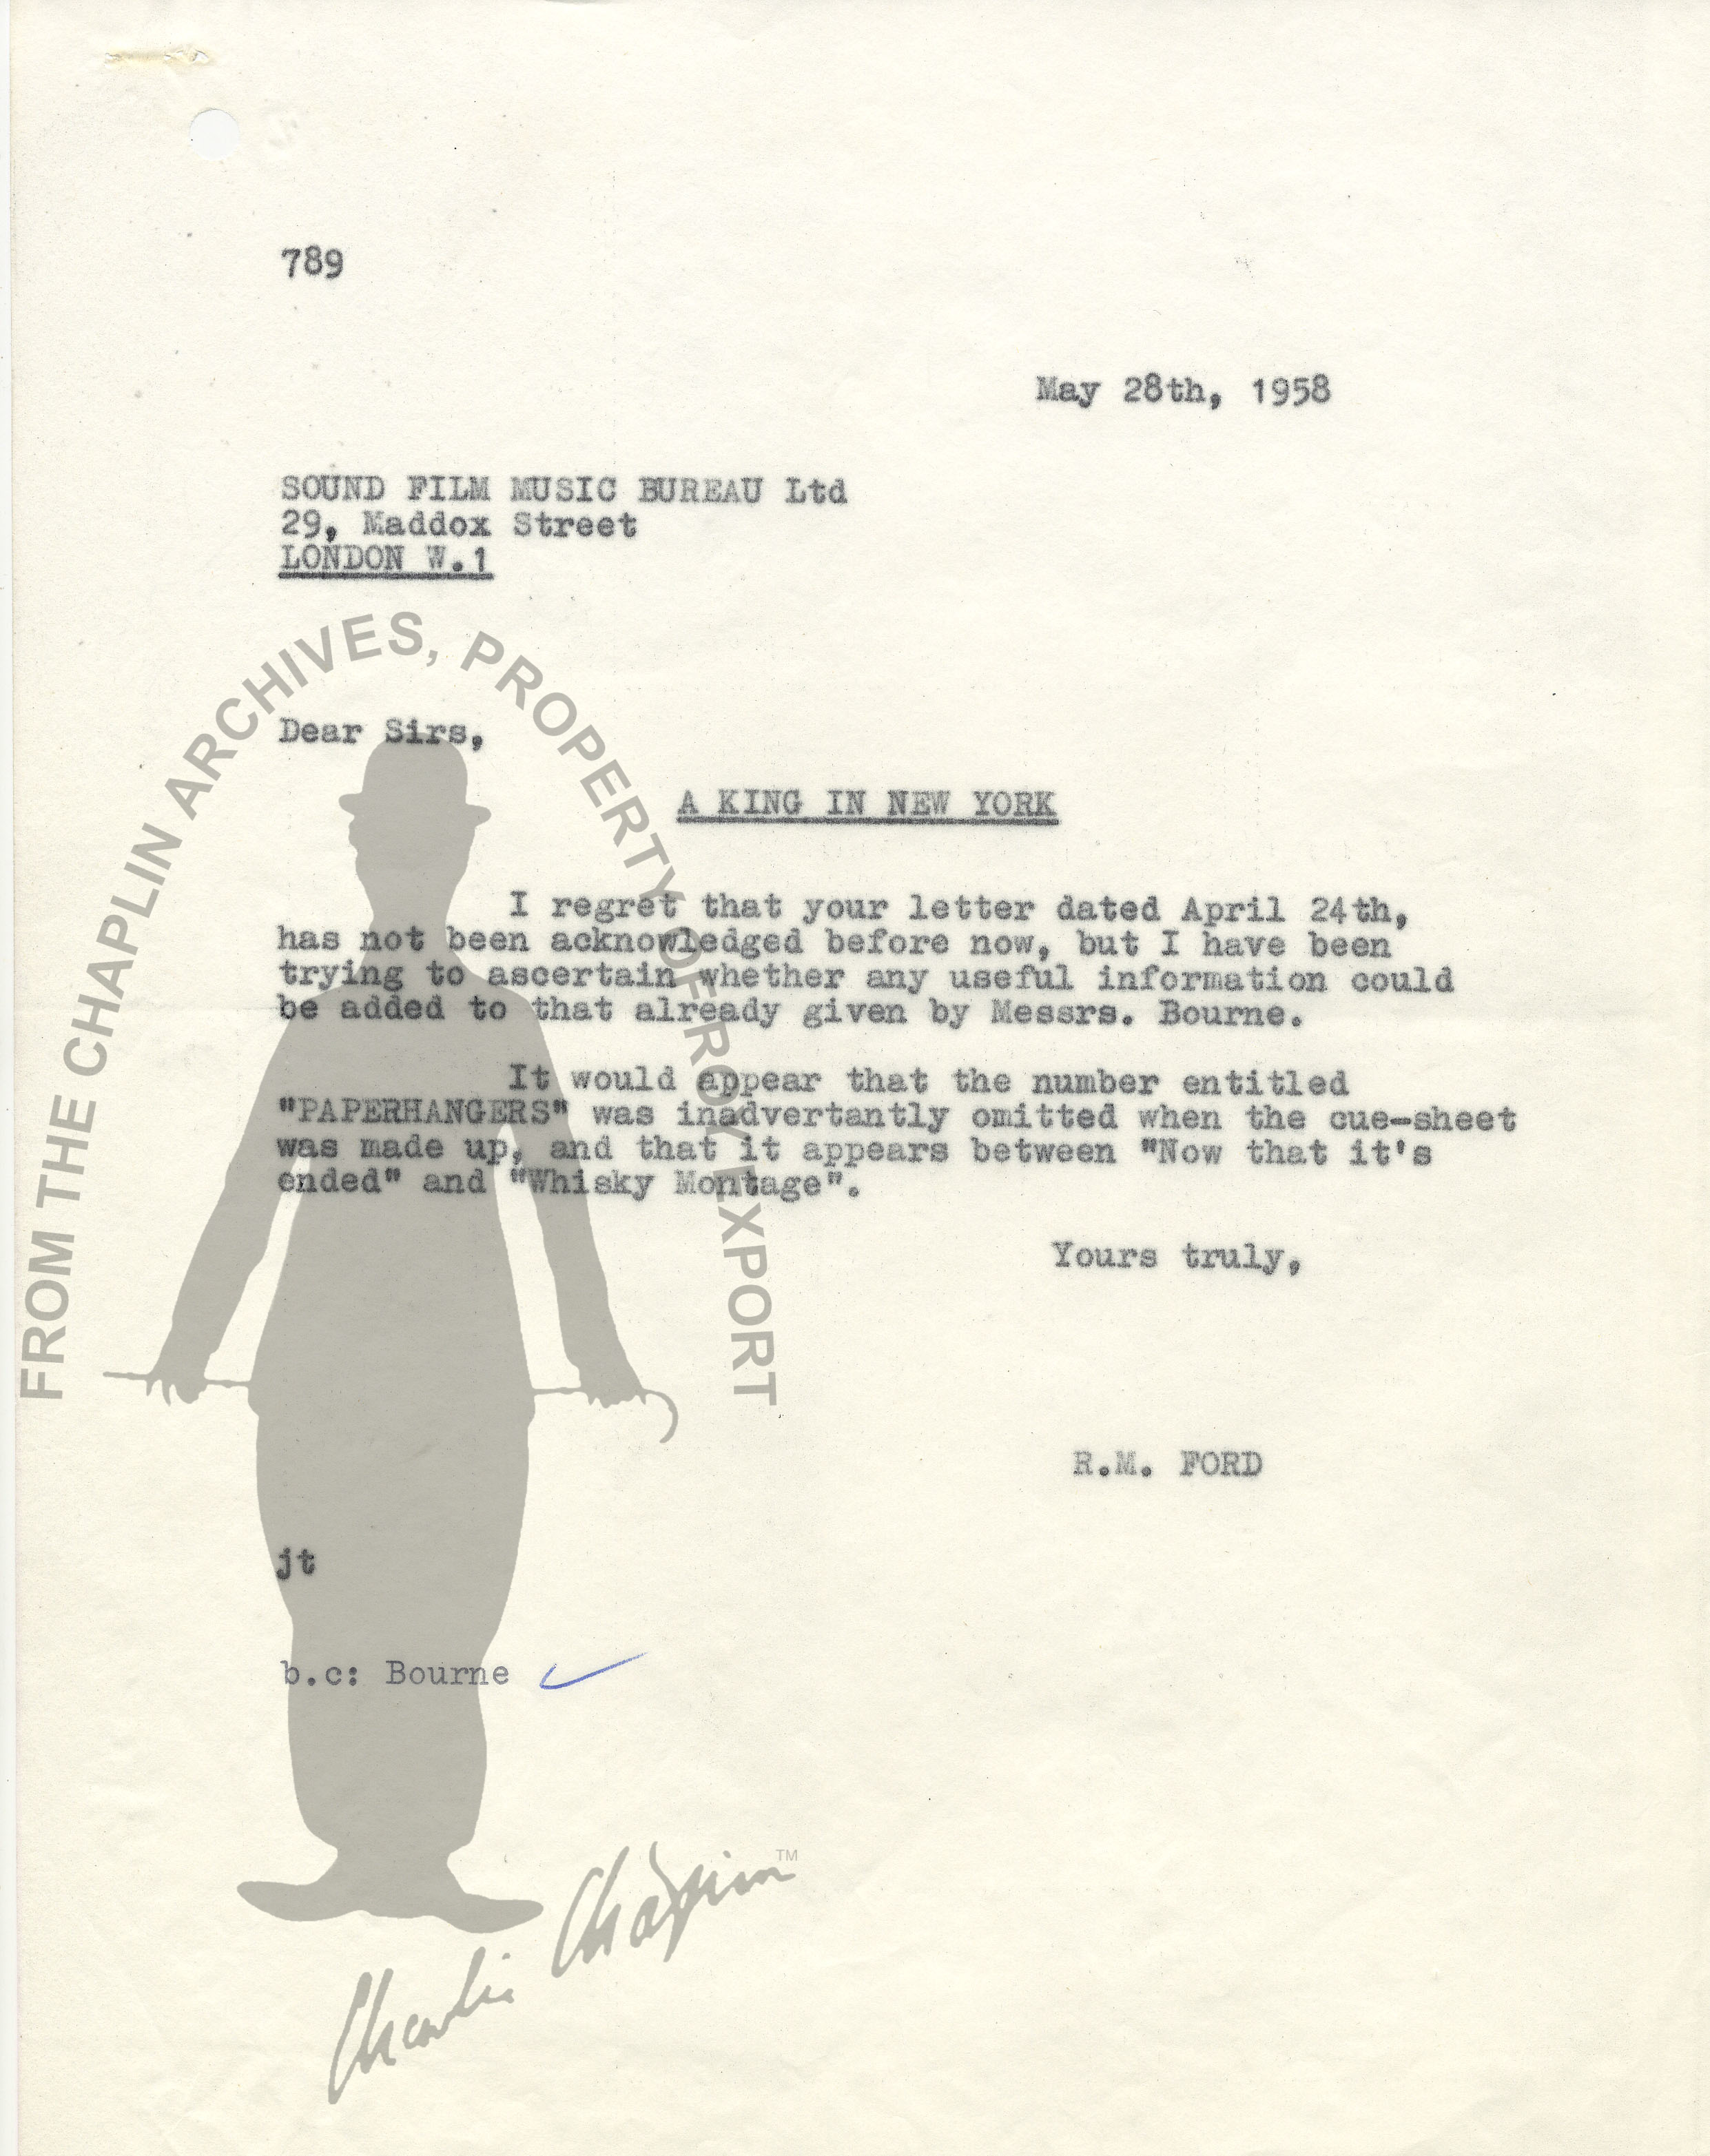 789
May 28th, 1958
SOUND FILM MUSIC BUREAU Ltd
29, Maddox Street
LONDON W.1
Dear Sirs,
A KING IN NEW YORK
I regret that your letter dated April 24th,
has not been acknowledged before now, but I have been
trying to ascertain whether any useful information could
be added to that already given by Messrs. Bourne.
It would appear that the number entitled
"PAPERHANGERS" was inadvertantly omitted when the cue-sheet
was made up, and that it appears between "Now that it's
ended" and "Whisky Montage".
Yours truly,
R.M. FORD
jt
b.c: Bourne
FROM THE CHAPLIN ARCHIVES, PROPERTY OF ROY EXPORT
Charlie Chaplin TM